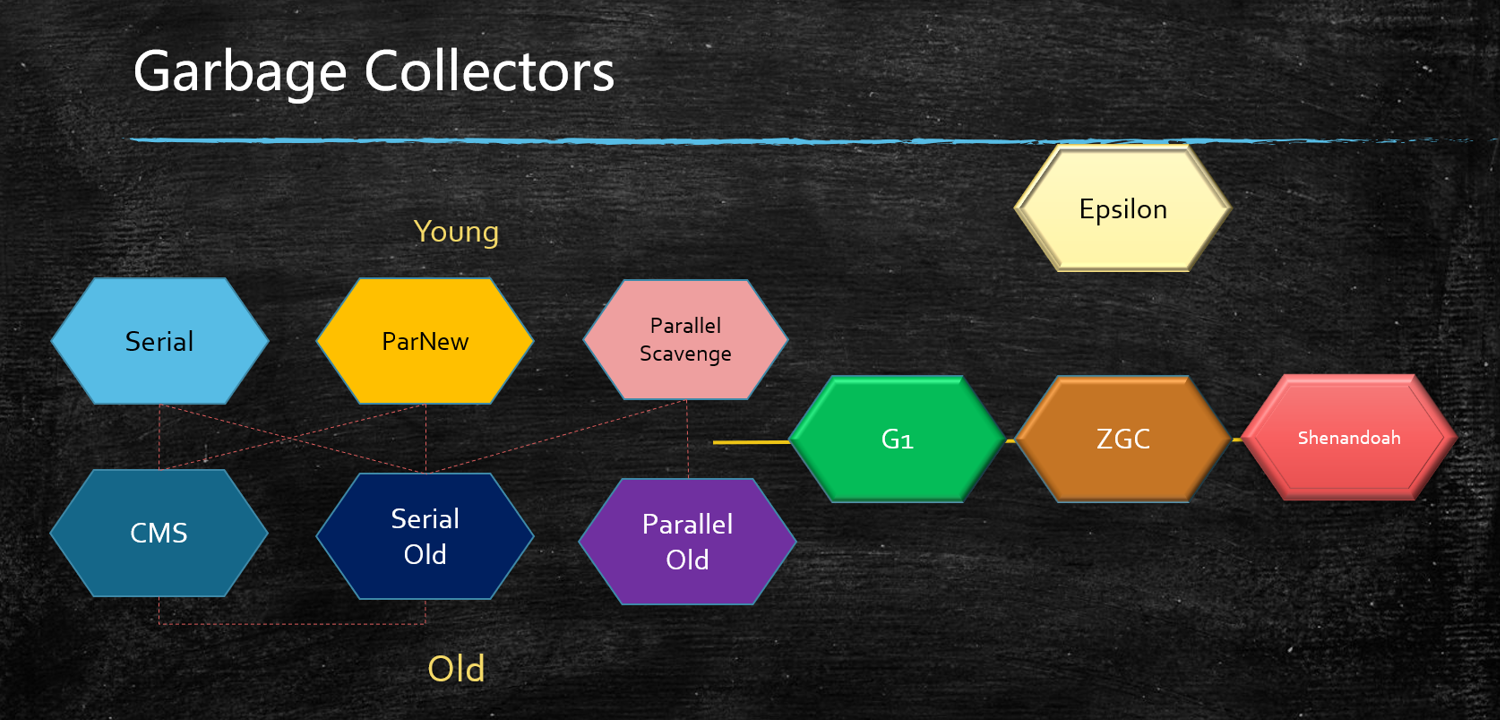 Garbage Collectors
Epsilon
Young
Serial
ParNew
Parallel
Scavenge
G1
ZGC
Shenandoah
CMS
Serial
Old
Parallel
Old
Old